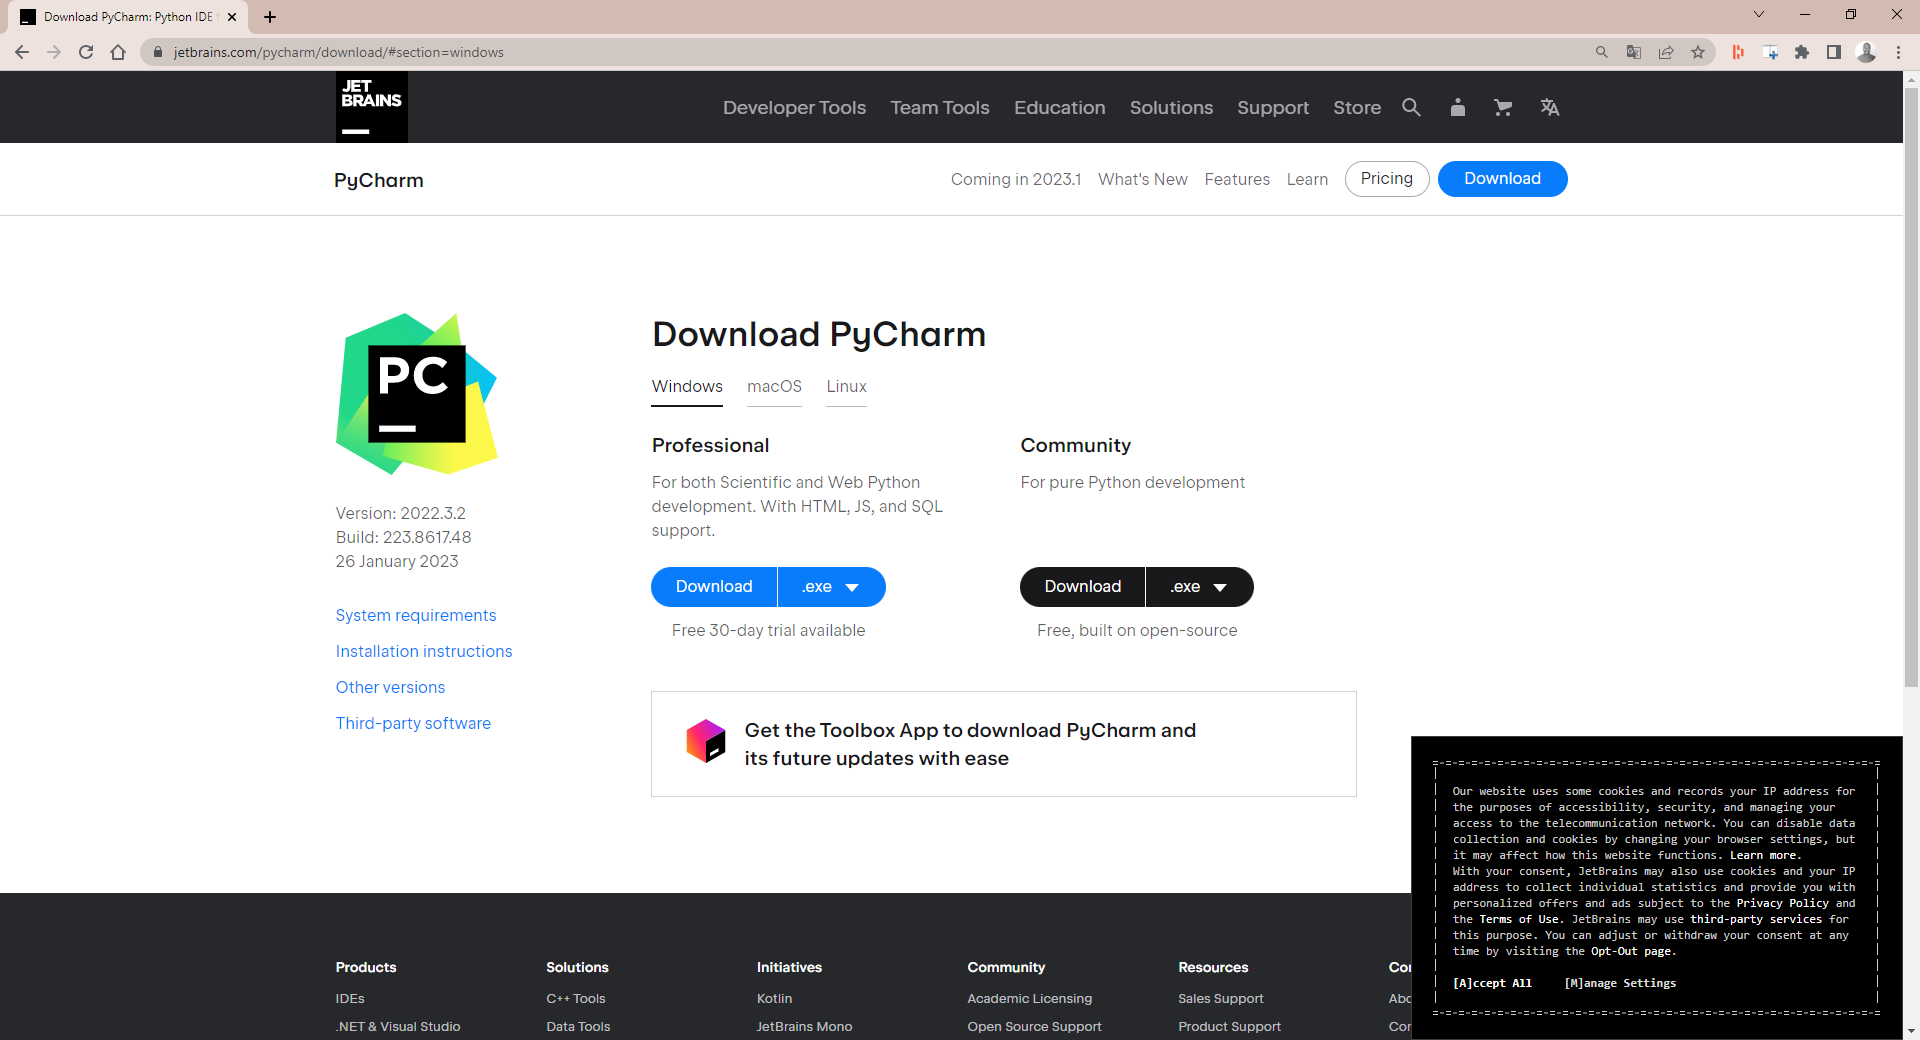 Download PyCharm: Python IDE
jetbrains.com/pycharm/download/#section=windows
JET
BRAINS
Developer Tools
Team Tools
Education
Solutions
Support
Store
PyCharm
Coming in 2023.1
What's New
Features
Learn
Pricing
Download
PC
Version: 2022.3.2
Build: 223.8617.48
26 January 2023
System requirements
Installation instructions
Other versions
Third-party software
Download PyCharm
Windows
macOS
Linux
Professional
For both Scientific and Web Python
development. With HTML, JS, and SQL
support.
Download
.exe
Free 30-day trial available
Community
For pure Python development
Download
.exe
Free, built on open-source
Get the Toolbox App to download PyCharm and
its future updates with ease
Our website uses some cookies and records your IP address for
the purposes of accessibility, security, and managing your
access to the telecommunication network. You can disable data
collection and cookies by changing your browser settings, but
it may affect how this website functions. Learn more.
With your consent, JetBrains may also use cookies and your IP
address to collect individual statistics and provide you with
personalized offers and ads subject to the Privacy Policy and
the Terms of Use. JetBrains may use third-party services for
this purpose. You can adjust or withdraw your consent at any
time by visiting the Opt-Out page.
[A]ccept All
[M]anage Settings
Products
IDEs
.NET & Visual Studio
Solutions
C++ Tools
Data Tools
Initiatives
Kotlin
JetBrains Mono
Community
Academic Licensing
Open Source Support
Resources
Sales Support
Product Support